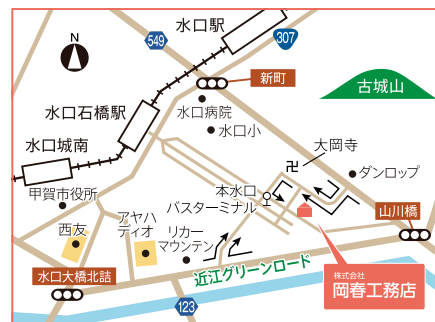 水口駅
N
549
307
新町
古城山
水口石橋駅
水口病院
水口小
水口城南
大岡寺
ダンロップ
甲賀市役所
本水口
バスターミナル
山川橋
西友
アヤハ
ディオ
リカー
マウンテン
近江グリーンロード
水口大橋北詰
株式会社
岡春工務店
123